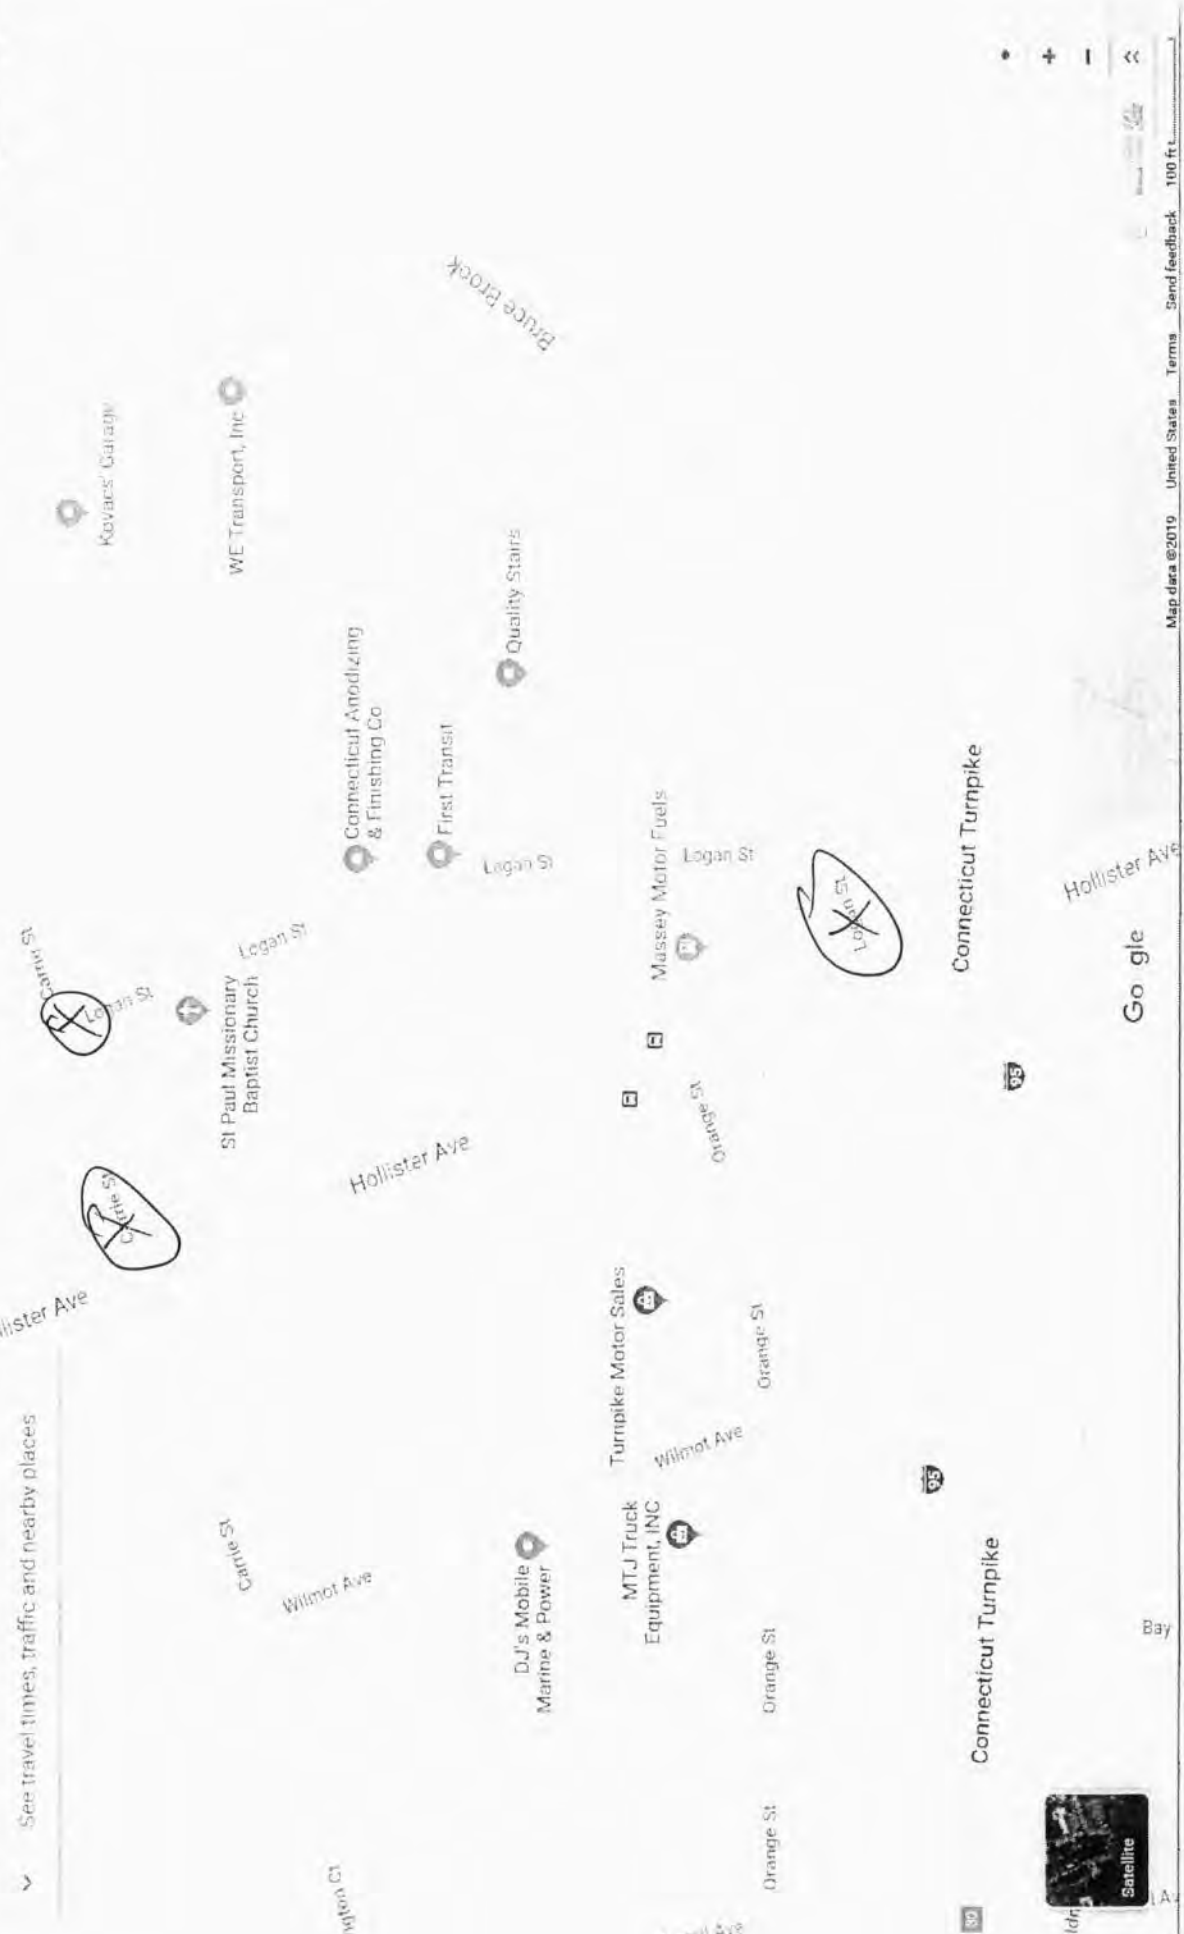 See travel times, traffic and nearby places
Hollister Ave
Carrie St
Carrie St
Logan St
Kovacs' Garage
St Paul Missionary
Baptist Church
Logan St
WE Transport, Inc
Carrie St
Wilmot Ave
Hollister Ave
Connecticut Anodizing
& Finishing Co
First Transit
Logan St
Quality Stairs
Bruce Brook
DJ's Mobile
Marine & Power
MTJ Truck
Equipment, INC
Turnpike Motor Sales
Wilmot Ave
Orange St
Massey Motor Fuels
Logan St
Orange St
Orange St
Orange St
Logan St
95
95
Connecticut Turnpike
Connecticut Turnpike
Hollister Ave
Satellite
Bay
Google
Map data ©2019 United States Terms Send feedback 100 ft